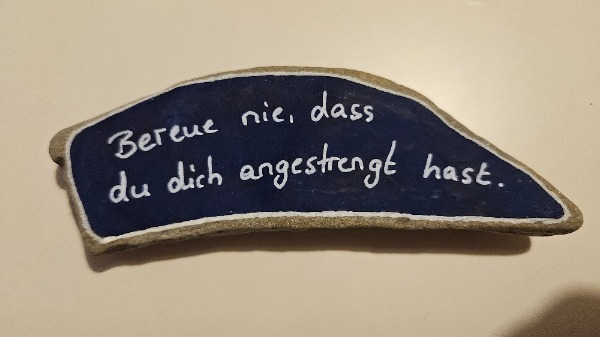 Bereue nie, dass
du dich angestrengt hast.